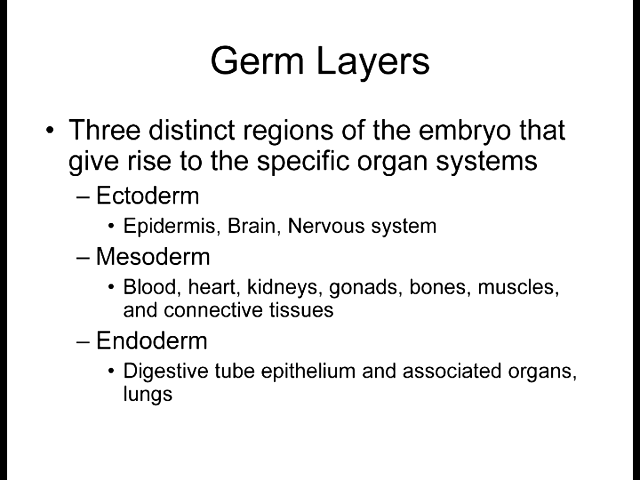 Germ Layers
• Three distinct regions of the embryo that
give rise to the specific organ systems
– Ectoderm
• Epidermis, Brain, Nervous system
– Mesoderm
• Blood, heart, kidneys, gonads, bones, muscles,
and connective tissues
– Endoderm
• Digestive tube epithelium and associated organs,
lungs